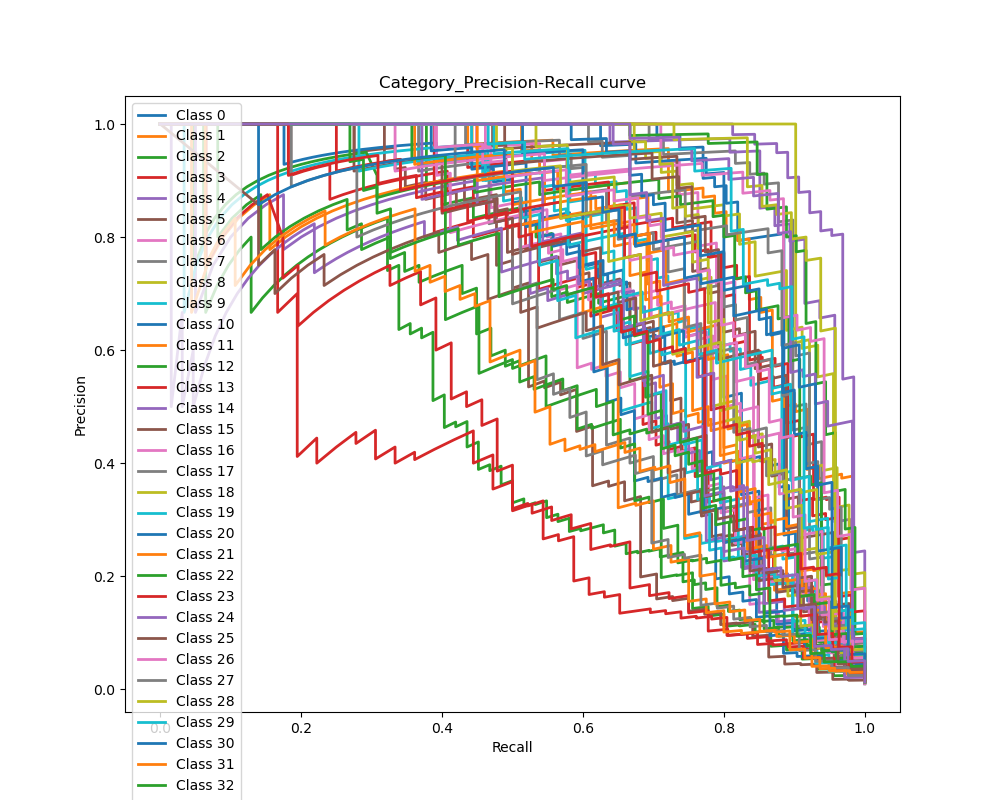 Category_Precision-Recall curve
Precision
1.0
0.8
0.6
0.4
0.2
0.0
Class 0
Class 1
Class 2
Class 3
Class 4
Class 5
Class 6
Class 7
Class 8
Class 9
Class 10
Class 11
Class 12
Class 13
Class 14
Class 15
Class 16
Class 17
Class 18
Class 19
Class 20
Class 21
Class 22
Class 23
Class 24
Class 25
Class 26
Class 27
Class 28
Class 29
Class 30
Class 31
Class 32
0.0 0.2 0.4 0.6 0.8 1.0
Recall